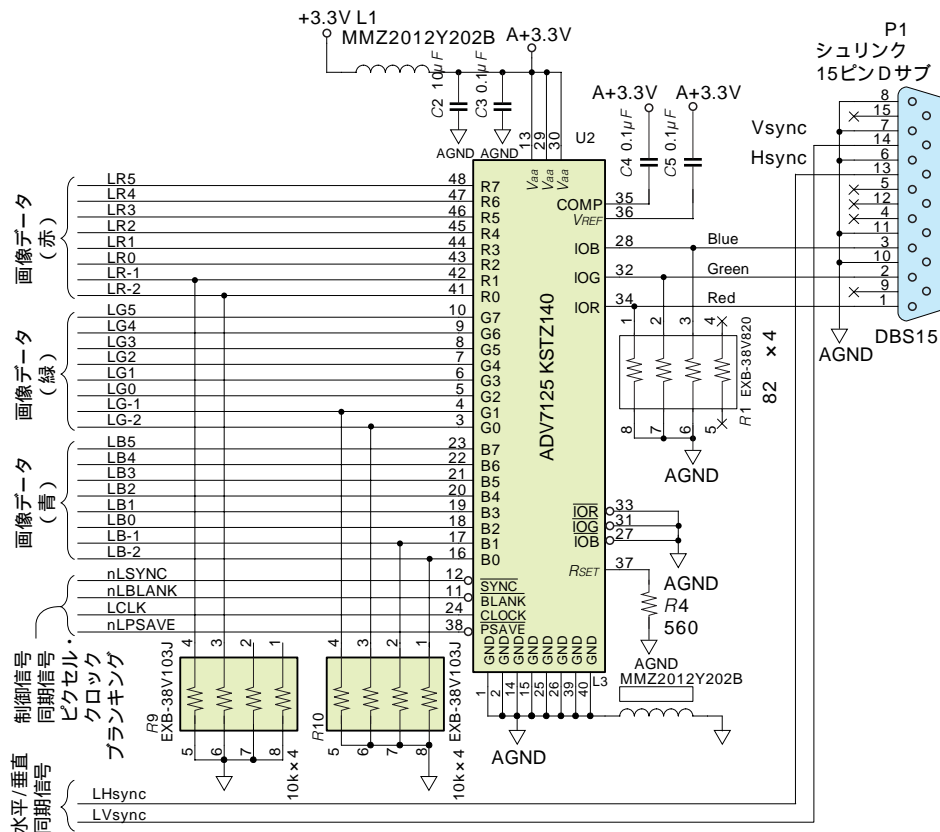 +3.3V L1
MMZ2012Y202B
A+3.3V
C2 10μF
C3 0.1μF
AGND
AGND
13
29
30
U2
Vaa
Vaa
Vaa
A+3.3V
A+3.3V
C4 0.1μF
C5 0.1μF
P1
シュリンク
15ピンDサブ
8
15
7
14
6
13
5
12
4
11
3
10
2
9
1
Vsync
Hsync
DBS15
AGND
画像データ
（赤）
LR5 48 R7
LR4 47 R6
LR3 46 R5
LR2 45 R4
LR1 44 R3
LR0 43 R2
LR-1 42 R1
LR-2 41 R0
画像データ
（緑）
LG5 10 G7
LG4 9 G6
LG3 8 G5
LG2 7 G4
LG1 6 G3
LG0 5 G2
LG-1 4 G1
LG-2 3 G0
画像データ
（青）
LB5 23 B7
LB4 22 B6
LB3 21 B5
LB2 20 B4
LB1 19 B3
LB0 18 B2
LB-1 17 B1
LB-2 16 B0
nLSYNC 12 SYNC
nLBLANK 11 BLANK
LCLK 24 CLOCK
nLPSAVE 38 PSAVE
ADV7125 KSTZ140
COMP 35
VREF 36
IOB 28 Blue
IOG 32 Green
IOR 34 Red
1
2
3
4
8
7
6
5
R1 EXB-38V820
82 ×4
AGND
IOR 33
IOG 31
IOB 27
AGND
RSET 37
R4
560
AGND
L3
MMZ2012Y202B
GND
GND
GND
GND
GND
GND
GND
GND
1
2
14
15
25
26
39
40
AGND
制御信号
同期信号
ピクセル・
クロック
ブランキング
4
3
2
1
R9
EXB-38V103J
5
6
7
8
10k×4
4
3
2
1
R10
EXB-38V103J
5
6
7
8
10k×4
水平/垂直
同期信号
LHsync
LVsync